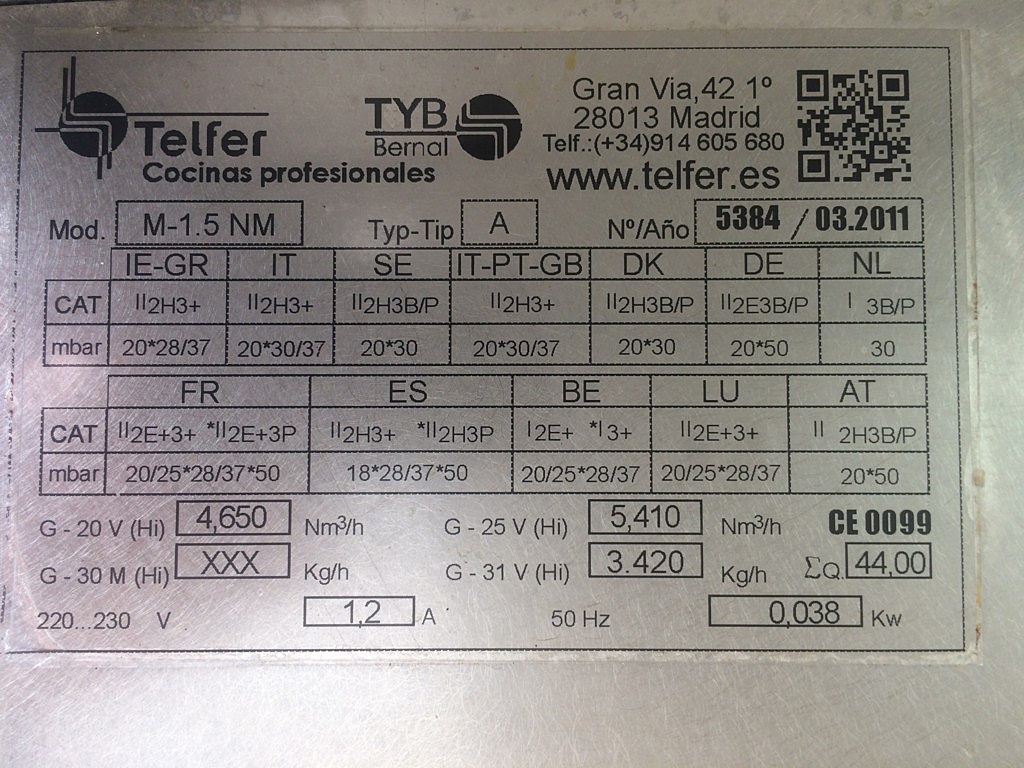 Telfer
Cocinas profesionales
TYB
Bernal
Gran Via,42 1º
28013 Madrid
Telf.:(+34)914 605 680
www.telfer.es
Mod. M-1.5 NM Typ-Tip A Nº/Año 5384 / 03.2011
IE-GR IT SE IT-PT-GB DK DE NL
CAT II2H3+ II2H3+ II2H3B/P II2H3+ II2H3B/P II2E3B/P I 3B/P
mbar 20*28/37 20*30/37 20*30 20*30/37 20*30 20*50 30
FR ES BE LU AT
CAT II2E+3+ *II2E+3P II2H3+ *II2H3P I2E+ *I3+ II2E+3+ II 2H3B/P
mbar 20/25*28/37*50 18*28/37*50 20/25*28/37 20/25*28/37 20*50
G - 20 V (Hi) 4,650 Nm³/h G - 25 V (Hi) 5,410 Nm³/h CE 0099
G - 30 M (Hi) XXX Kg/h G - 31 V (Hi) 3.420 Kg/h ΣQ. 44,00
220...230 V 1,2 A 50 Hz 0,038 Kw